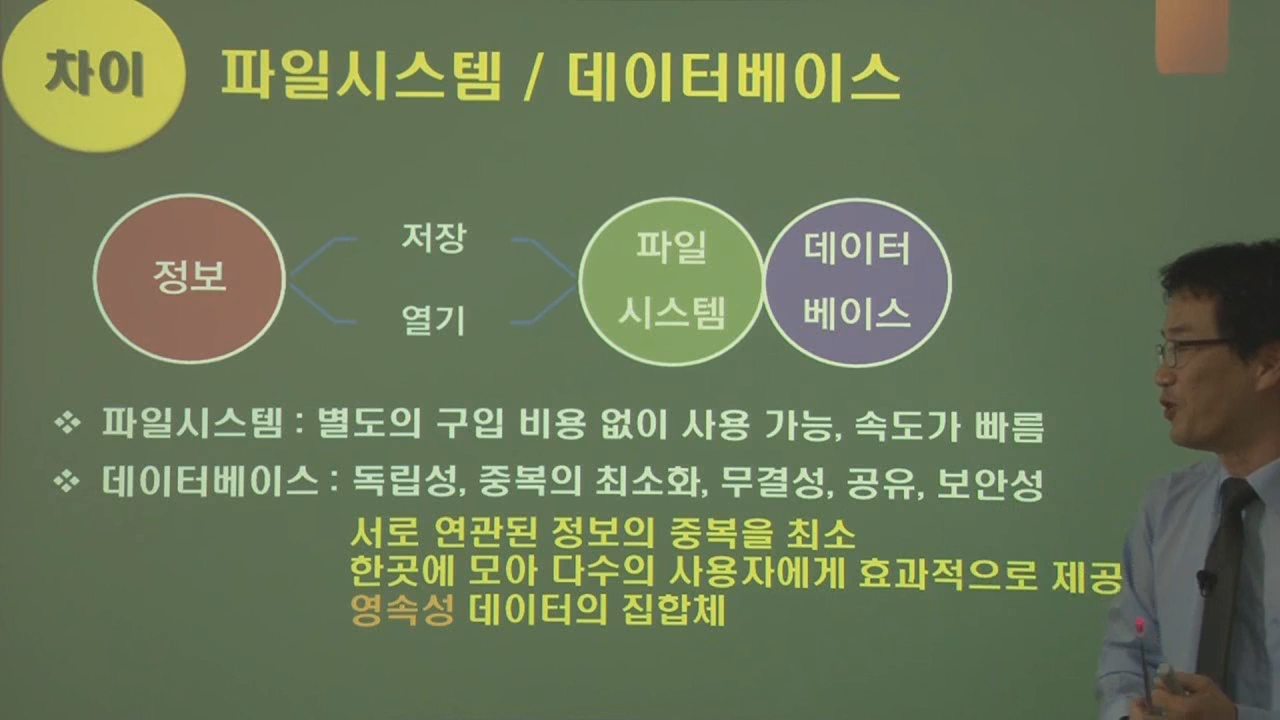 차이
파일시스템 / 데이터베이스
정보
저장
열기
파일
시스템
데이터
베이스
❖ 파일시스템 : 별도의 구입 비용 없이 사용 가능, 속도가 빠름
❖ 데이터베이스 : 독립성, 중복의 최소화, 무결성, 공유, 보안성
서로 연관된 정보의 중복을 최소
한곳에 모아 다수의 사용자에게 효과적으로 제공
영속성 데이터의 집합체